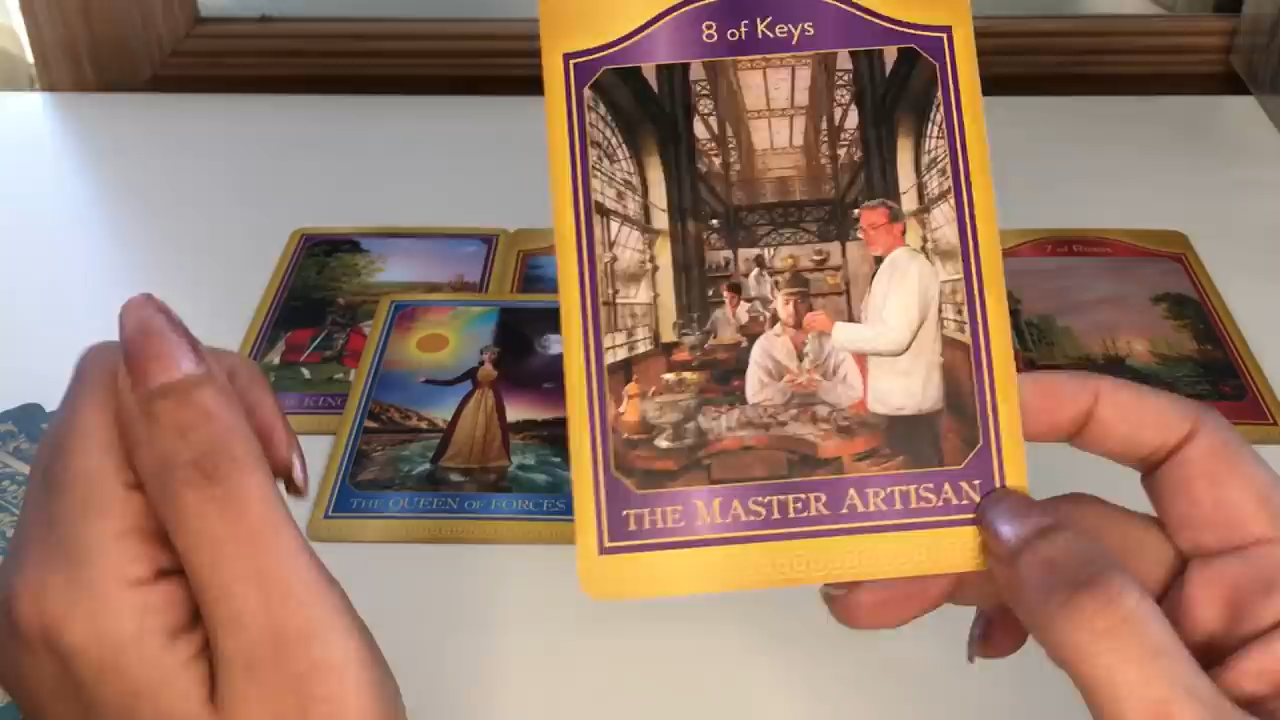 8 of Keys
THE MASTER ARTISAN
7 of Roses
KING
THE QUEEN OF FORCES